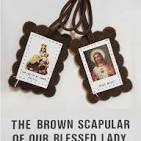 THE BROWN SCAPULAR
OF OUR BLESSED LADY